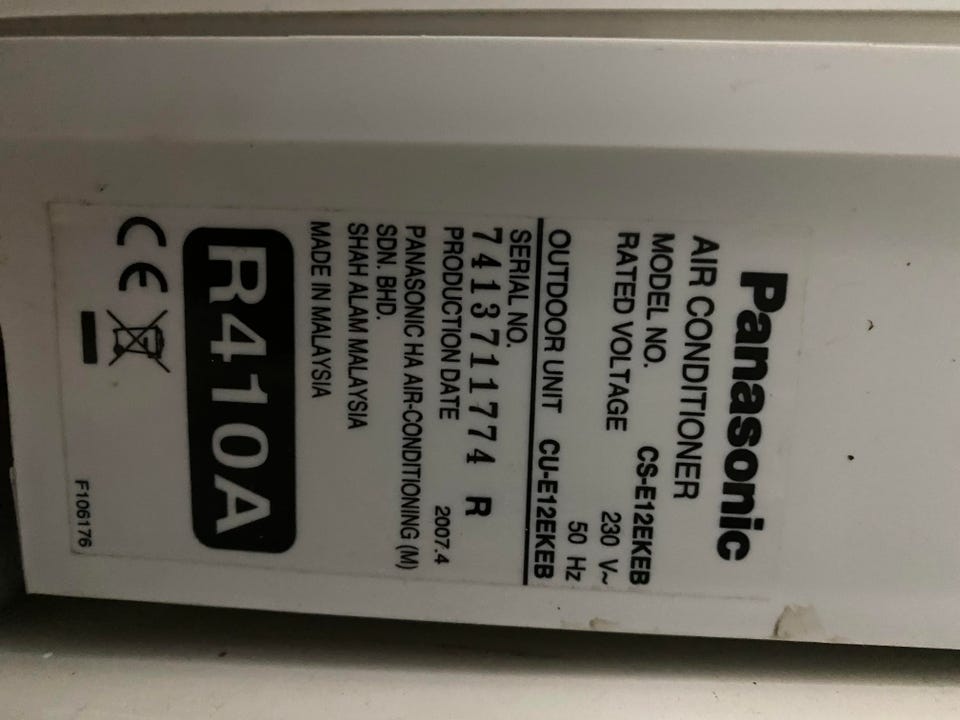 Panasonic
AIR CONDITIONER
MODEL NO. CS-E12EKEB
RATED VOLTAGE 230 V~
50 Hz
OUTDOOR UNIT CU-E12EKEB
SERIAL NO.
7413711774 R
PRODUCTION DATE 2007.4
PANASONIC HA AIR-CONDITIONING (M)
SDN. BHD.
SHAH ALAM MALAYSIA
MADE IN MALAYSIA
R410A
CE
F106176